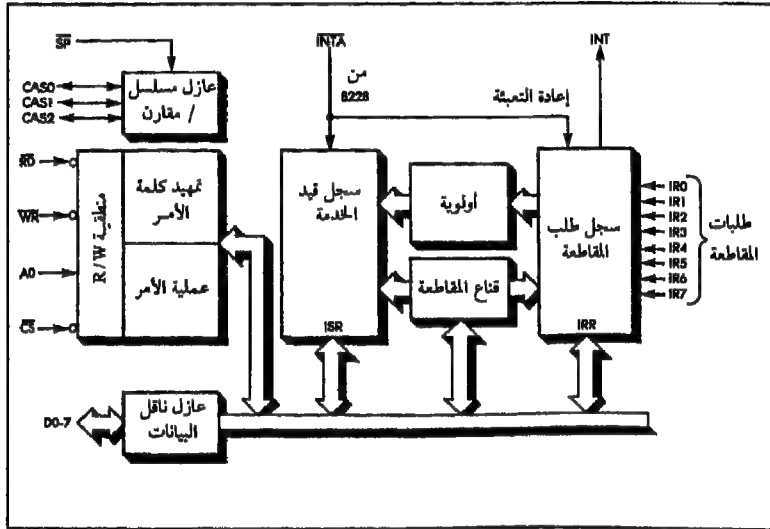 SP
INTA
INT
من
8228
إعادة التعبئة
CAS0
CAS1
CAS2
عازل مسلسل
/ مقارن
RD
WR
A0
CS
منطقية R/W
تمهيد كلمة
الأمر
عملية الأمر
سجل قيد
الخدمة
ISR
أولوية
قناع المقاطعة
سجل طلب
المقاطعة
IRR
IR0
IR1
IR2
IR3
IR4
IR5
IR6
IR7
طلبات
المقاطعة
D0-7
عازل ناقل
البيانات